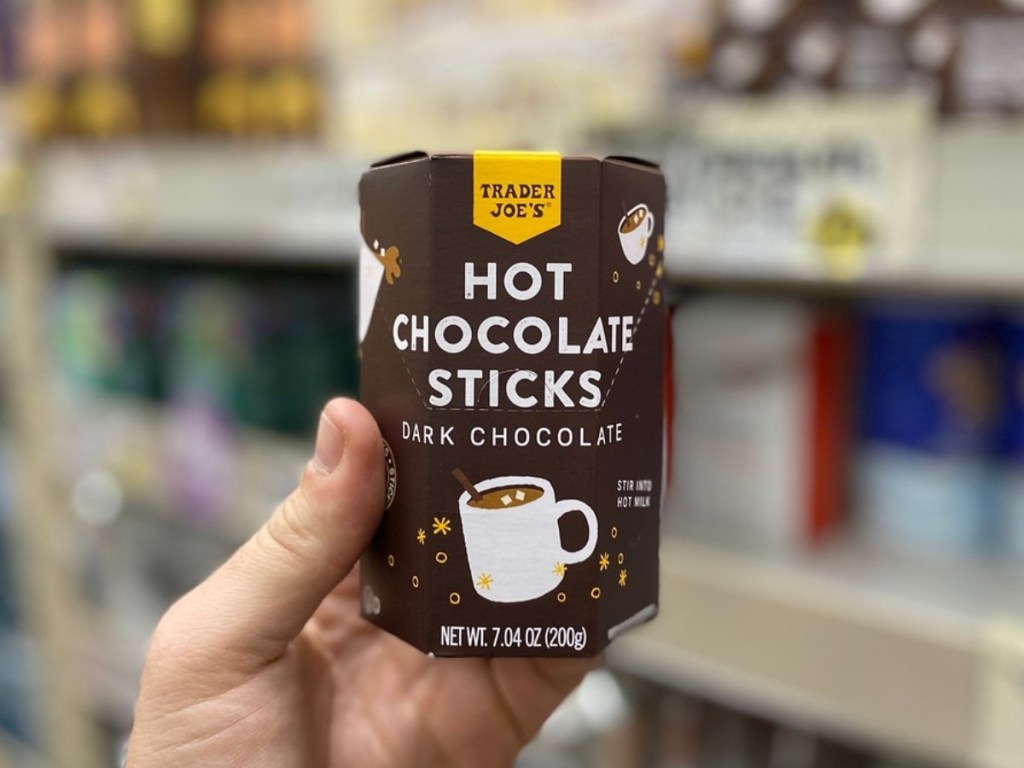 TRADER
JOE'S®
HOT
CHOCOLATE
STICKS
DARK CHOCOLATE
STIR INTO
HOT MILK
NET WT. 7.04 OZ (200g)